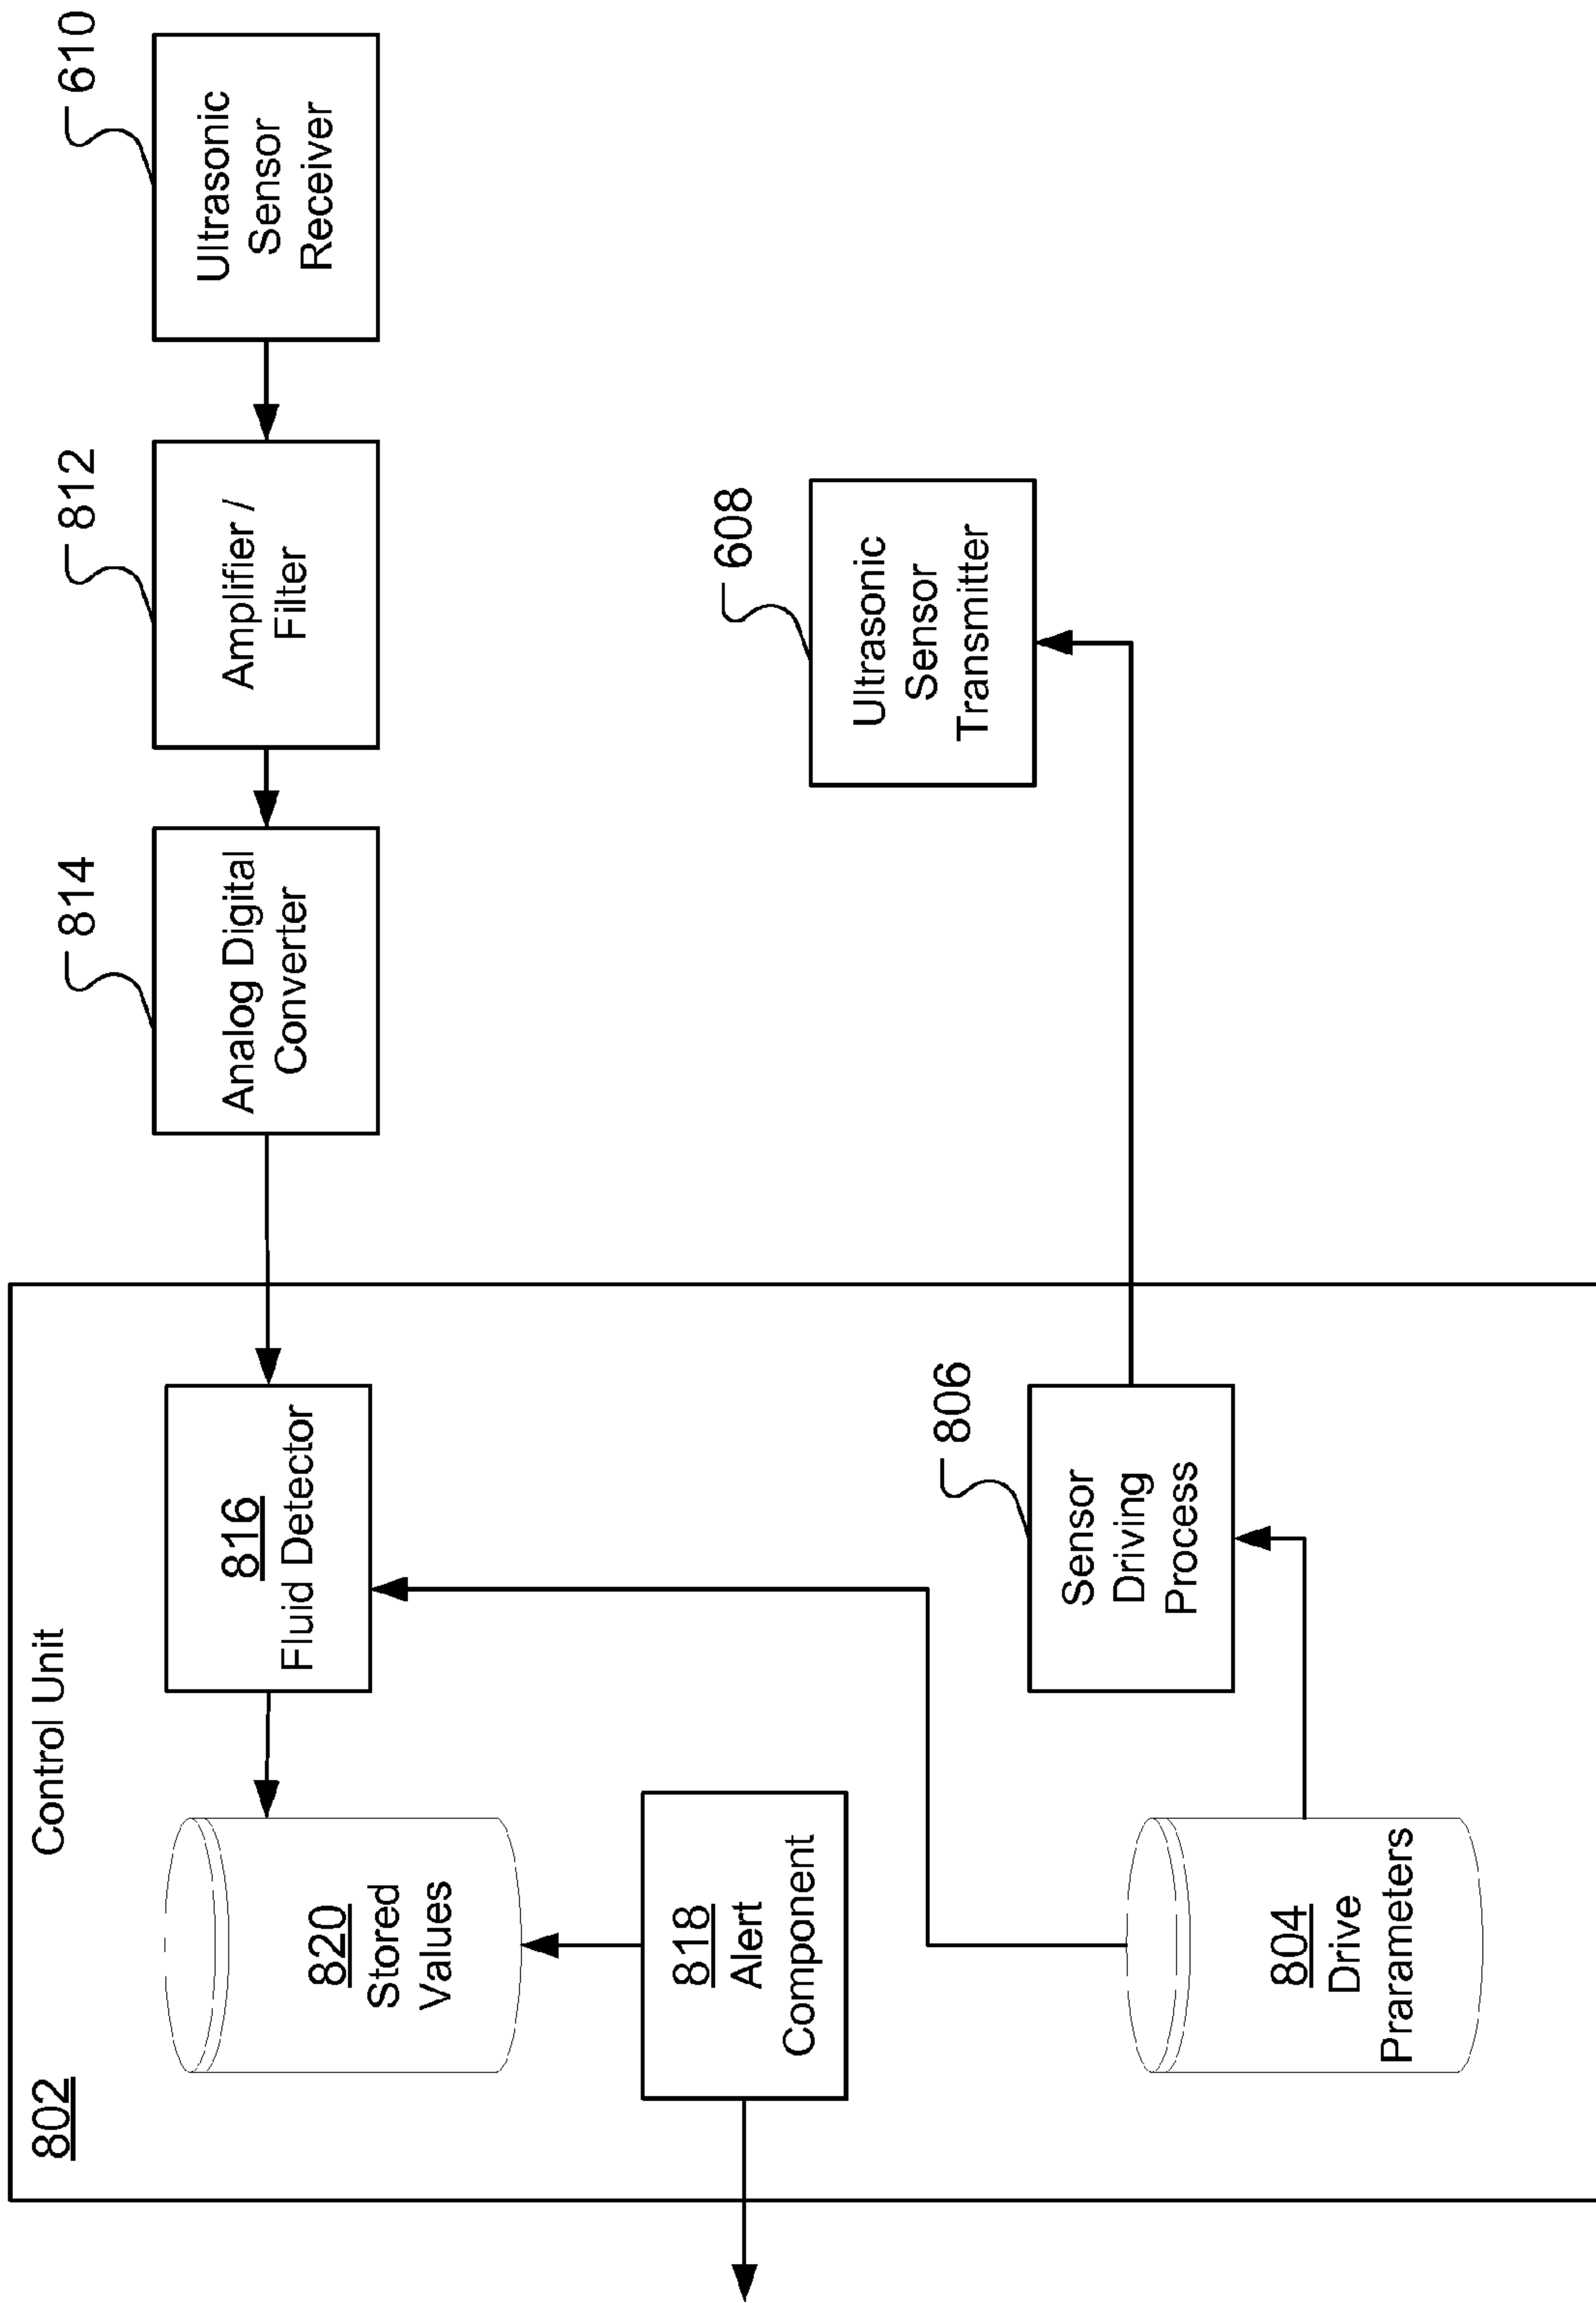 802
Control Unit
820
Stored
Values
816
Fluid Detector
814
Analog Digital
Converter
812
Amplifier /
Filter
610
Ultrasonic
Sensor
Receiver
818
Alert
Component
608
Ultrasonic
Sensor
Transmitter
804
Drive
Prarameters
806
Sensor
Driving
Process